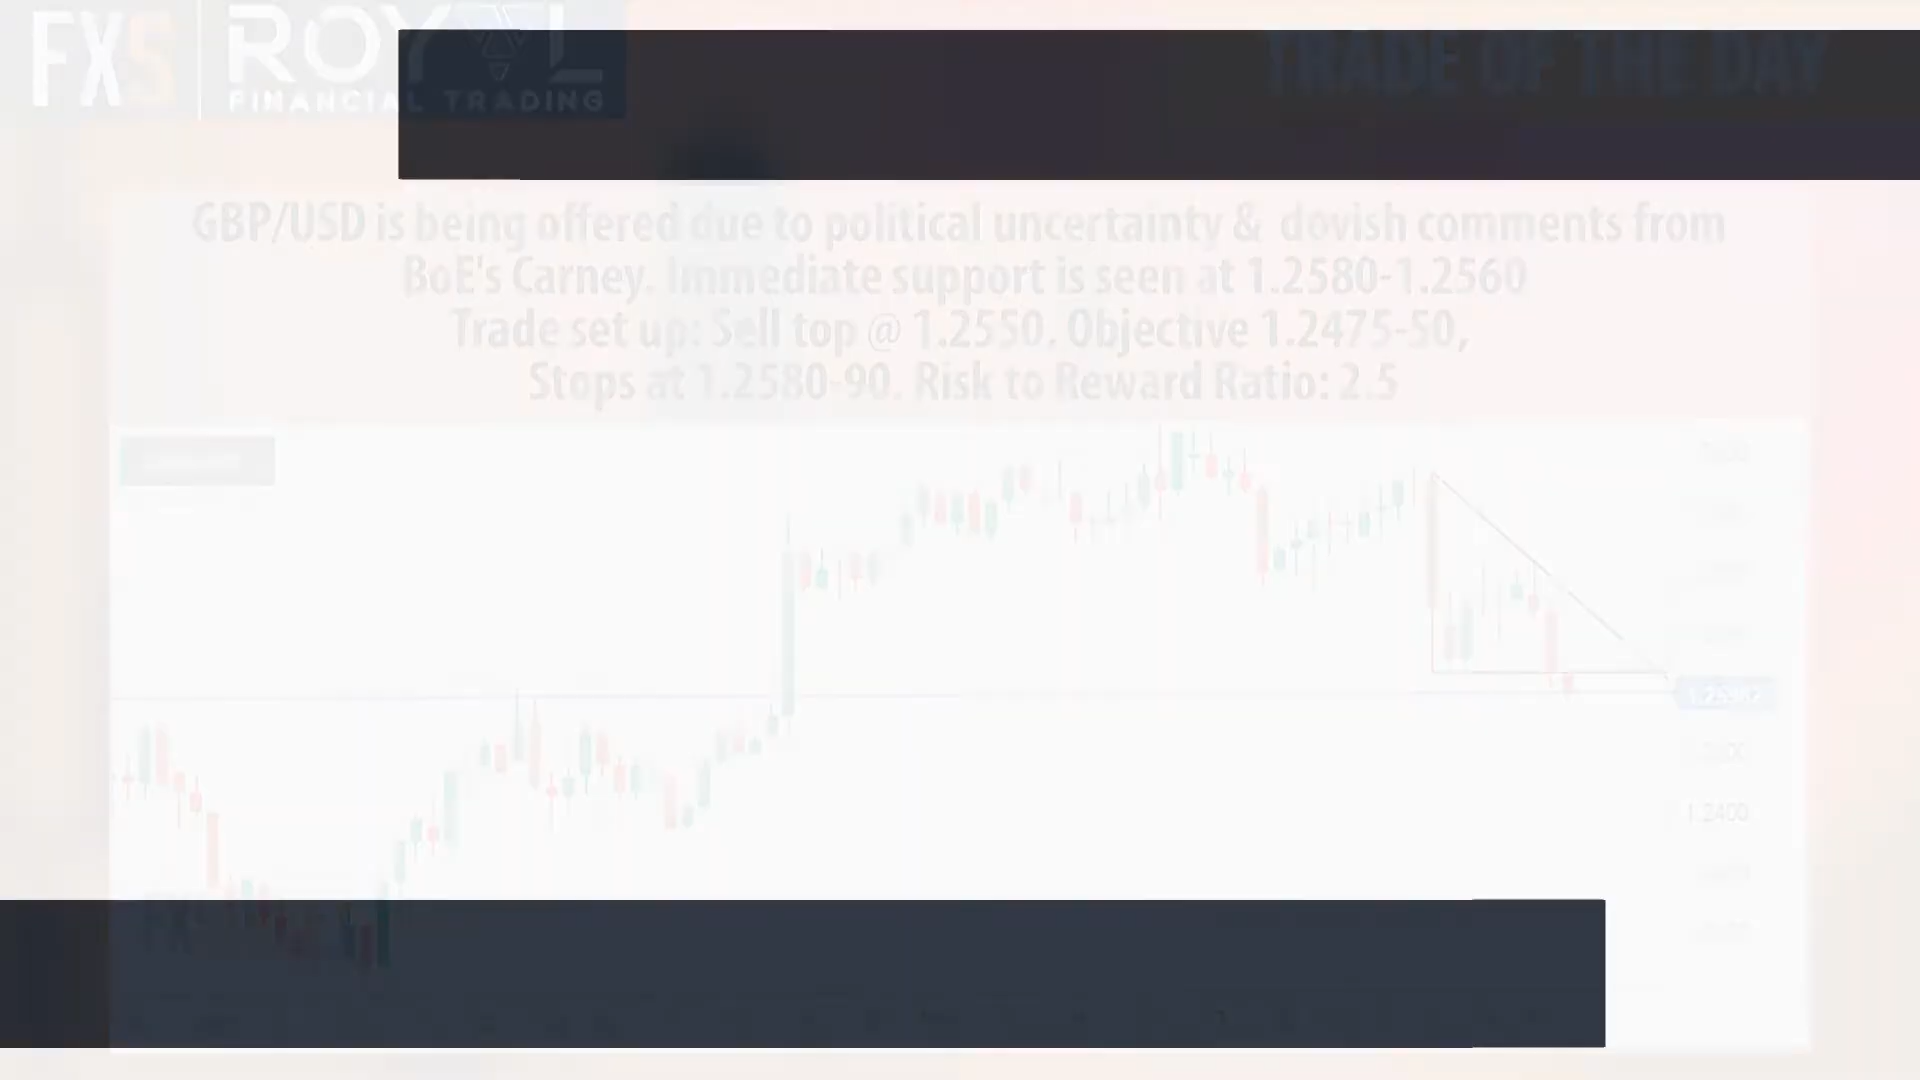 FXS ROYAL
FINANCIAL TRADING
TRADE OF THE DAY
GBP/USD is being offered due to political uncertainty & dovish comments from
BoE's Carney. Immediate support is seen at 1.2580-1.2560
Trade set up: Sell top @ 1.2550. Objective 1.2475-50,
Stops at 1.2580-90. Risk to Reward Ratio: 2.5
1.2400